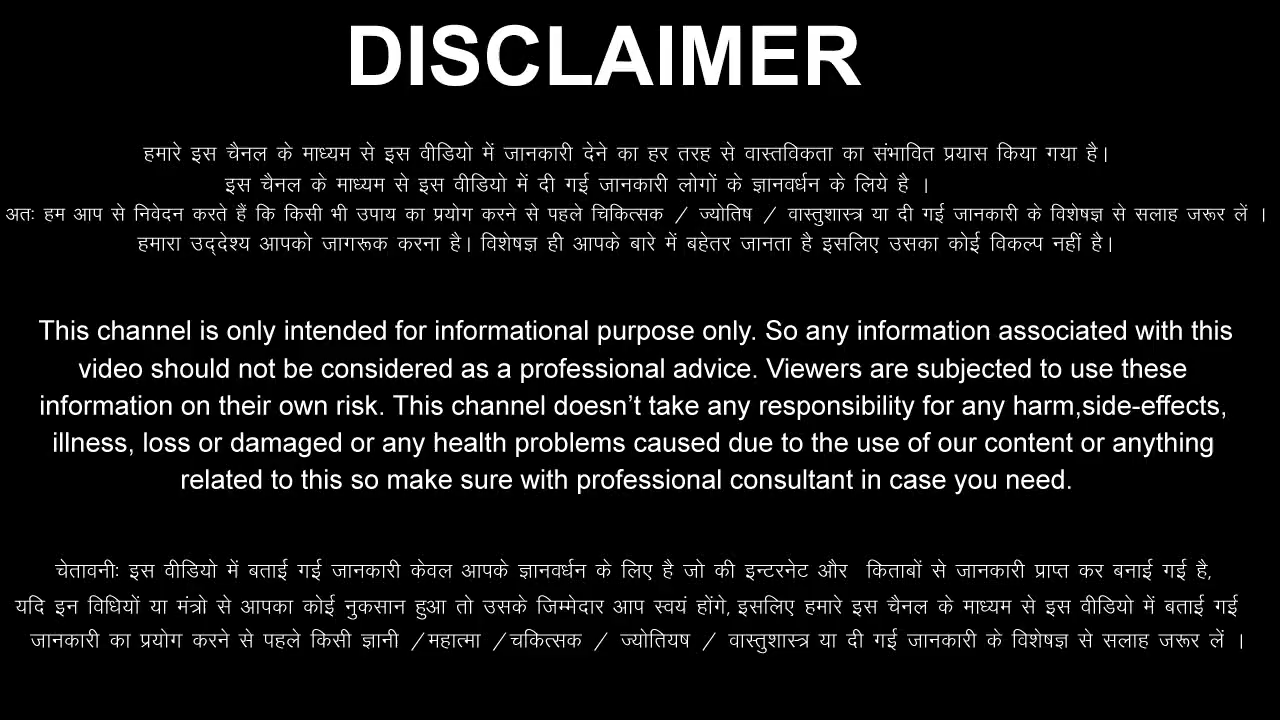 DISCLAIMER
हमारे इस चैनल के माध्यम से इस वीडियो में जानकारी देने का हर तरह से वास्तविकता का संभावित प्रयास किया गया है।
इस चैनल के माध्यम से इस वीडियो में दी गई जानकारी लोगों के ज्ञानवर्धन के लिये है ।
अतः हम आप से निवेदन करते हैं कि किसी भी उपाय का प्रयोग करने से पहले चिकित्सक / ज्योतिष / वास्तुशास्त्र या दी गई जानकारी के विशेषज्ञ से सलाह जरूर लें ।
हमारा उद्देश्य आपको जागरूक करना है। विशेषज्ञ ही आपके बारे में बहेतर जानता है इसलिए उसका कोई विकल्प नहीं है।
This channel is only intended for informational purpose only. So any information associated with this
video should not be considered as a professional advice. Viewers are subjected to use these
information on their own risk. This channel doesn’t take any responsibility for any harm,side-effects,
illness, loss or damaged or any health problems caused due to the use of our content or anything
related to this so make sure with professional consultant in case you need.
चेतावनीः इस वीडियो में बताई गई जानकारी केवल आपके ज्ञानवर्धन के लिए है जो की इन्टरनेट और किताबों से जानकारी प्राप्त कर बनाई गई है,
यदि इन विधियों या मंत्रो से आपका कोई नुकसान हुआ तो उसके जिम्मेदार आप स्वयं होंगे, इसलिए हमारे इस चैनल के माध्यम से इस वीडियो में बताई गई
जानकारी का प्रयोग करने से पहले किसी ज्ञानी /महात्मा /चकित्सक / ज्योतियष / वास्तुशास्त्र या दी गई जानकारी के विशेषज्ञ से सलाह जरूर लें ।